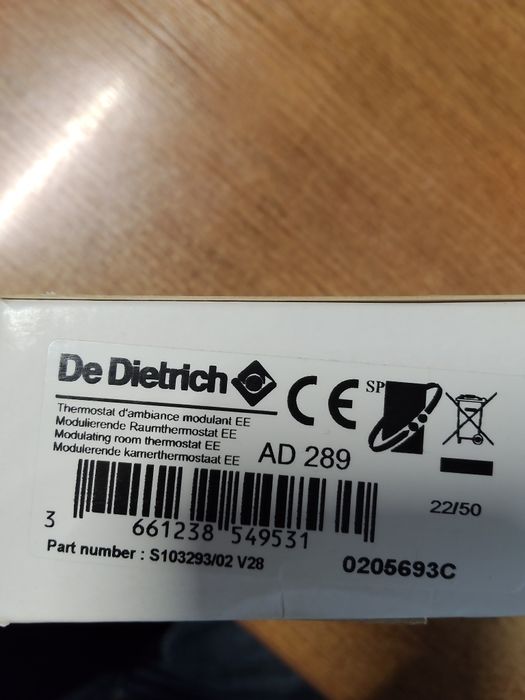 De Dietrich
CE
SP
Thermostat d'ambiance modulant EE
Modulierende Raumthermostat EE
Modulating room thermostat EE
Modulerende kamerthermostaat EE
AD 289
22/50
3 661238 549531
Part number : S103293/02 V28
0205693C